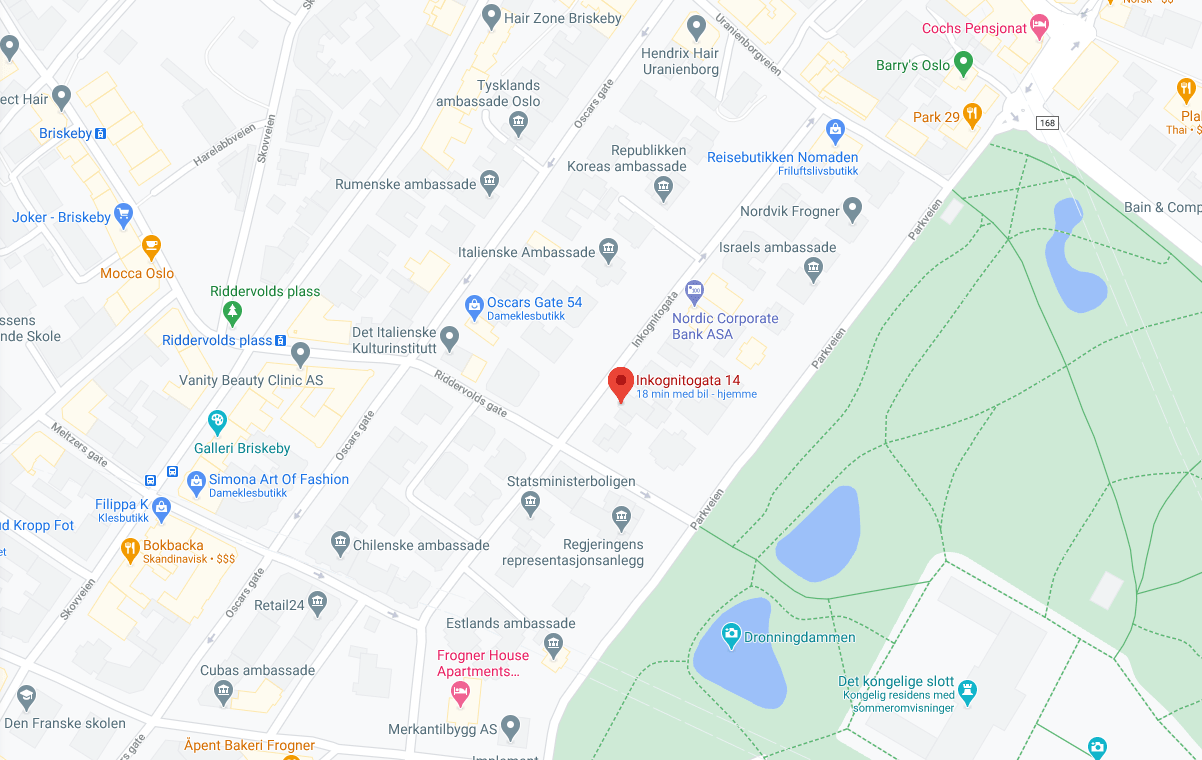 Norsk • $$
Hair Zone Briskeby
Cochs Pensjonat
Uranienborgveien
Hendrix Hair
Uranienborg
Barry's Oslo
Tysklands
ambassade Oslo
Oscars gate
ect Hair
Park 29
168
Thai • $
Briskeby
Harelabbveien
Skovveien
Republikken
Koreas ambassade
Reisebutikken Nomaden
Friluftslivsbutikk
Rumenske ambassade
Joker - Briskeby
Nordvik Frogner
Parkveien
Bain & Comp
Mocca Oslo
Italienske Ambassade
Israels ambassade
Riddervolds plass
Oscars Gate 54
Dameklesbutikk
Inkognitogata
Nordic Corporate
Bank ASA
ssens
nde Skole
Riddervolds plass
Det Italienske
Kulturinstitutt
Parkveien
Vanity Beauty Clinic AS
Riddervolds gate
Inkognitogata 14
18 min med bil - hjemme
Meltzers gate
Galleri Briskeby
Oscars gate
Simona Art Of Fashion
Dameklesbutikk
Statsministerboligen
Filippa K
Klesbutikk
Parkveien
ud Kropp Fot
et
Bokbacka
Skandinavisk • $$$
Chilenske ambassade
Regjeringens
representasjonsanlegg
Skovveien
Oscars gate
Retail24
Estlands ambassade
Dronningdammen
Frogner House
Apartments...
Cubas ambassade
Det kongelige slott
Kongelig residens med
sommeromvisninger
Den Franske skolen
Merkantilbygg AS
Åpent Bakeri Frogner